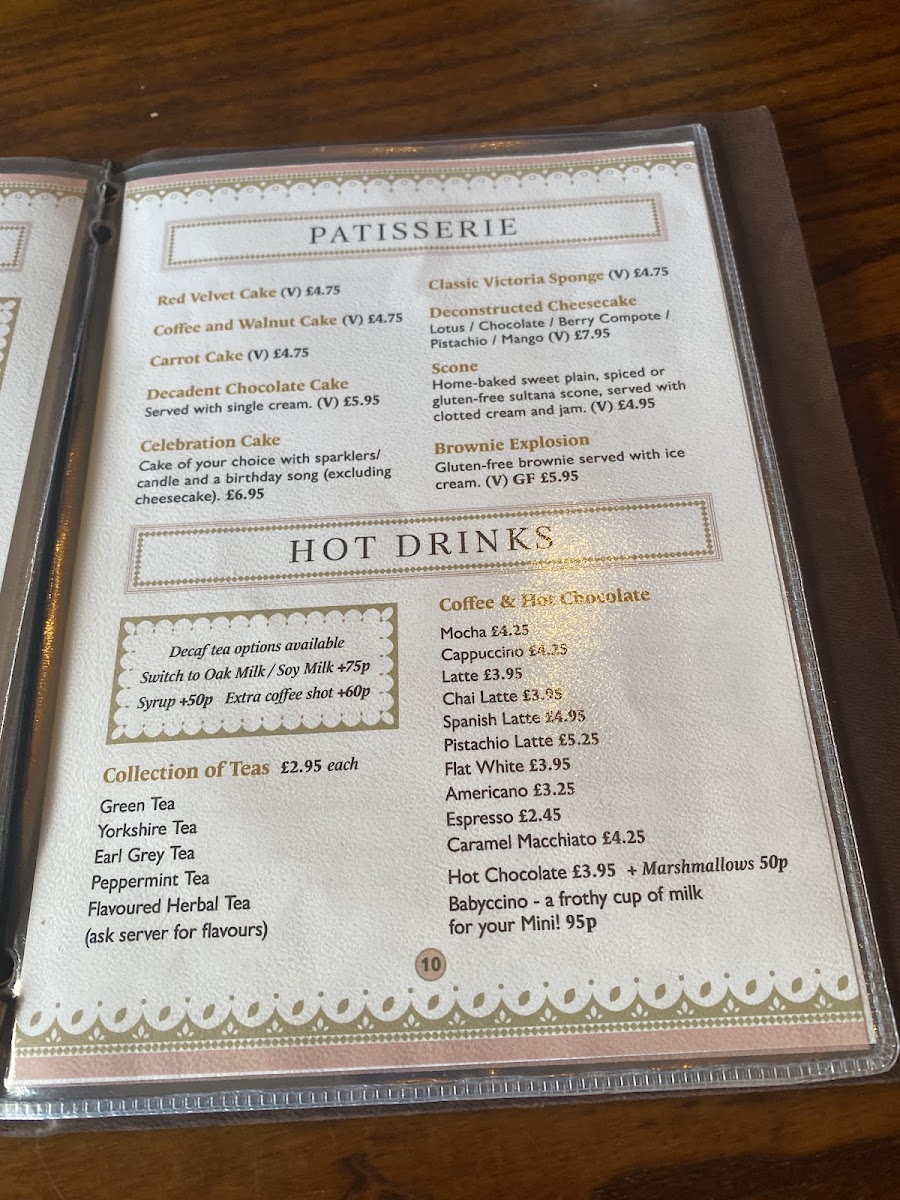 PATISSERIE
Red Velvet Cake (V) £4.75
Coffee and Walnut Cake (V) £4.75
Carrot Cake (V) £4.75
Decadent Chocolate Cake
Served with single cream. (V) £5.95
Celebration Cake
Cake of your choice with sparklers/
candle and a birthday song (excluding
cheesecake). £6.95
Classic Victoria Sponge (V) £4.75
Deconstructed Cheesecake
Lotus / Chocolate / Berry Compote /
Pistachio / Mango (V) £7.95
Scone
Home-baked sweet plain, spiced or
gluten-free sultana scone, served with
clotted cream and jam. (V) £4.95
Brownie Explosion
Gluten-free brownie served with ice
cream. (V) GF £5.95
HOT DRINKS
Decaf tea options available
Switch to Oak Milk / Soy Milk +75p
Syrup +50p Extra coffee shot +60p
Collection of Teas £2.95 each
Green Tea
Yorkshire Tea
Earl Grey Tea
Peppermint Tea
Flavoured Herbal Tea
(ask server for flavours)
Coffee & Hot Chocolate
Mocha £4.25
Cappuccino £4.25
Latte £3.95
Chai Latte £3.95
Spanish Latte £4.95
Pistachio Latte £5.25
Flat White £3.95
Americano £3.25
Espresso £2.45
Caramel Macchiato £4.25
Hot Chocolate £3.95 + Marshmallows 50p
Babyccino - a frothy cup of milk
for your Mini! 95p
10